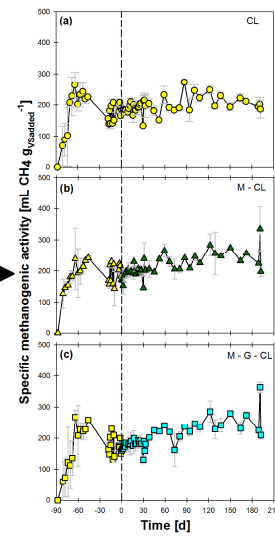 Specific methanogenic activity [mL CH4 gVSadded-1]
500
(a)
CL
400
300
200
100
0
500
(b)
M - CL
400
300
200
100
0
500
(c)
M - G - CL
400
300
200
100
0
-90 -60 -30 0 30 60 90 120 150 180 21
Time [d]